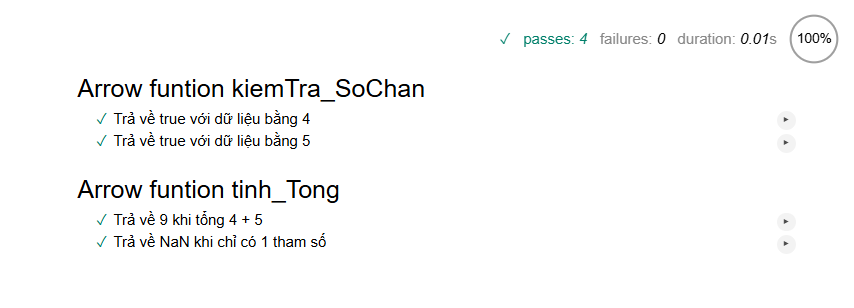 ✓ passes: 4 failures: 0 duration: 0.01s 100%
Arrow funtion kiemTra_SoChan
✓ Trả về true với dữ liệu bằng 4
✓ Trả về true với dữ liệu bằng 5
Arrow funtion tinh_Tong
✓ Trả về 9 khi tổng 4 + 5
✓ Trả về NaN khi chỉ có 1 tham số